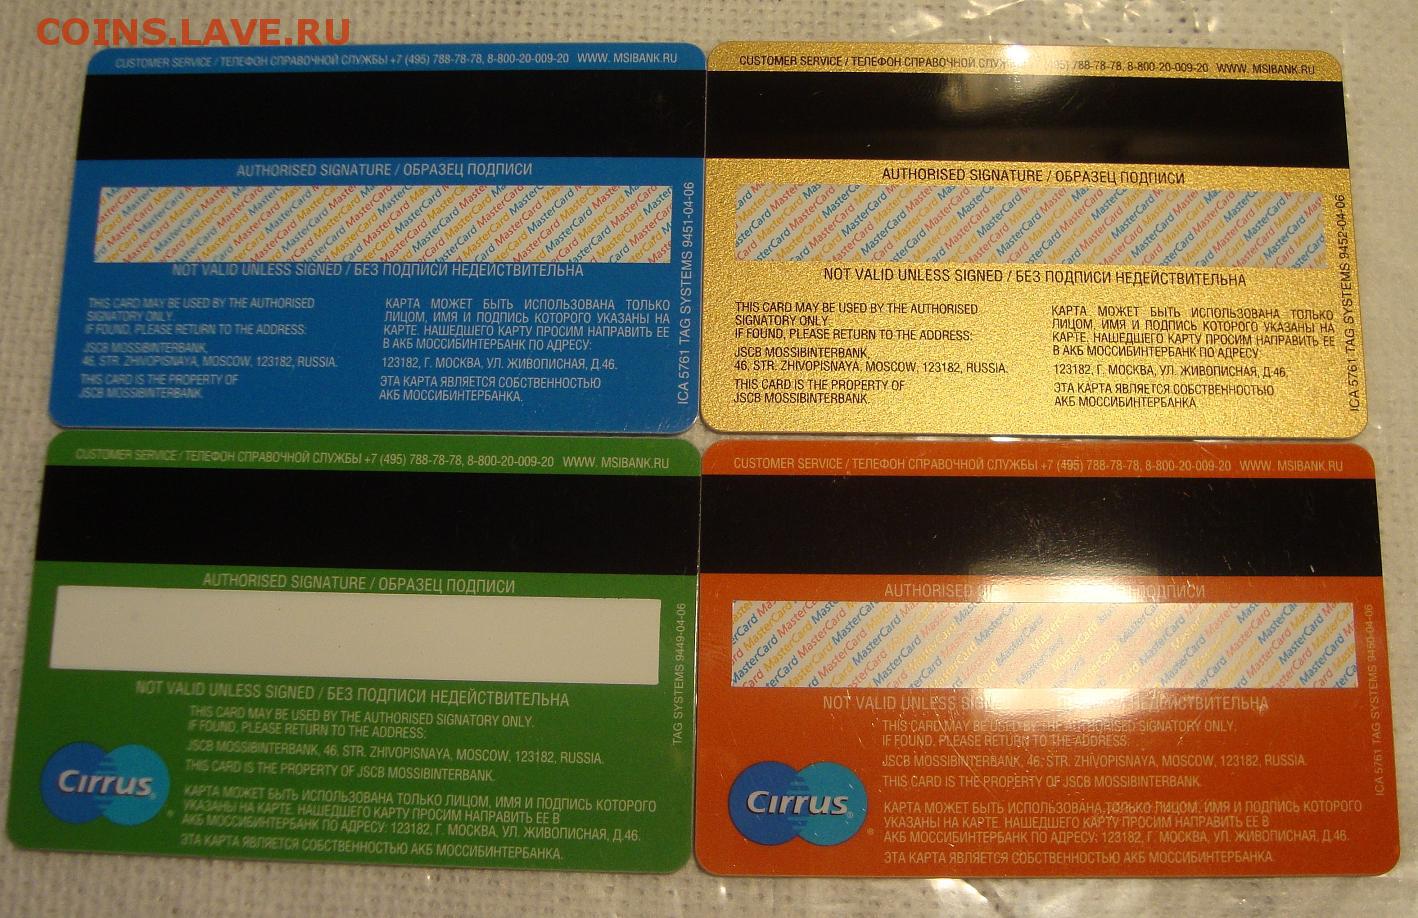 COINS.LAVE.RU
CUSTOMER SERVICE / ТЕЛЕФОН СПРАВОЧНОЙ СЛУЖБЫ +7 (495) 788-78-78, 8-800-20-009-20 WWW. MSIBANK.RU
AUTHORISED SIGNATURE / ОБРАЗЕЦ ПОДПИСИ
MasterCard MasterCard MasterCard MasterCard
NOT VALID UNLESS SIGNED / БЕЗ ПОДПИСИ НЕДЕЙСТВИТЕЛЬНА
THIS CARD MAY BE USED BY THE AUTHORISED
SIGNATORY ONLY.
IF FOUND, PLEASE RETURN TO THE ADDRESS:
JSCB MOSSIBINTERBANK,
46, STR. ZHIVOPISNAYA, MOSCOW, 123182, RUSSIA.
THIS CARD IS THE PROPERTY OF
JSCB MOSSIBINTERBANK.
КАРТА МОЖЕТ БЫТЬ ИСПОЛЬЗОВАНА ТОЛЬКО
ЛИЦОМ, ИМЯ И ПОДПИСЬ КОТОРОГО УКАЗАНЫ НА
КАРТЕ. НАШЕДШЕГО КАРТУ ПРОСИМ НАПРАВИТЬ ЕЕ
В АКБ МОССИБИНТЕРБАНК ПО АДРЕСУ:
123182, Г. МОСКВА, УЛ. ЖИВОПИСНАЯ, Д.46.
ЭТА КАРТА ЯВЛЯЕТСЯ СОБСТВЕННОСТЬЮ
АКБ МОССИБИНТЕРБАНКА.
ICA 5761 TAG SYSTEMS 9451-04-06
CUSTOMER SERVICE / ТЕЛЕФОН СПРАВОЧНОЙ 788-78-78, 8-800-20-009-20 WWW. MSIBANK.RU
AUTHORISED SIGNATURE / ОБРАЗЕЦ ПОДПИСИ
MasterCard MasterCard MasterCard MasterCard
NOT VALID UNLESS SIGNED / БЕЗ ПОДПИСИ НЕДЕЙСТВИТЕЛЬНА
THIS CARD MAY BE USED BY THE AUTHORISED
SIGNATORY ONLY.
IF FOUND, PLEASE RETURN TO THE ADDRESS:
JSCB MOSSIBINTERBANK,
46, STR. ZHIVOPISNAYA, MOSCOW, 123182, RUSSIA.
THIS CARD IS THE PROPERTY OF
JSCB MOSSIBINTERBANK.
КАРТА МОЖЕТ БЫТЬ ИСПОЛЬЗОВАНА ТОЛЬКО
ЛИЦОМ, ИМЯ И ПОДПИСЬ КОТОРОГО УКАЗАНЫ НА
КАРТЕ. НАШЕДШЕГО КАРТУ ПРОСИМ НАПРАВИТЬ ЕЕ
В АКБ МОССИБИНТЕРБАНК ПО АДРЕСУ:
123182, Г. МОСКВА, УЛ. ЖИВОПИСНАЯ, Д.46.
ЭТА КАРТА ЯВЛЯЕТСЯ СОБСТВЕННОСТЬЮ
АКБ МОССИБИНТЕРБАНКА.
ICA 5761 TAG SYSTEMS 9452-04-06
CUSTOMER SERVICE / ТЕЛЕФОН СПРАВОЧНОЙ СЛУЖБЫ +7 (495) 788-78-78, 8-800-20-009-20 WWW. MSIBANK.RU
AUTHORISED SIGNATURE / ОБРАЗЕЦ ПОДПИСИ
NOT VALID UNLESS SIGNED / БЕЗ ПОДПИСИ НЕДЕЙСТВИТЕЛЬНА
THIS CARD MAY BE USED BY THE AUTHORISED SIGNATORY ONLY.
IF FOUND, PLEASE RETURN TO THE ADDRESS:
JSCB MOSSIBINTERBANK, 46, STR. ZHIVOPISNAYA, MOSCOW, 123182, RUSSIA.
THIS CARD IS THE PROPERTY OF JSCB MOSSIBINTERBANK.
Cirrus
КАРТА МОЖЕТ БЫТЬ ИСПОЛЬЗОВАНА ТОЛЬКО ЛИЦОМ, ИМЯ И ПОДПИСЬ КОТОРОГО
УКАЗАНЫ НА КАРТЕ. НАШЕДШЕГО КАРТУ ПРОСИМ НАПРАВИТЬ ЕЕ В
АКБ МОССИБИНТЕРБАНК ПО АДРЕСУ: 123182, Г. МОСКВА, УЛ. ЖИВОПИСНАЯ, Д.46.
ЭТА КАРТА ЯВЛЯЕТСЯ СОБСТВЕННОСТЬЮ АКБ МОССИБИНТЕРБАНКА.
TAG SYSTEMS 9449-04-06
CUSTOMER SERVICE / ТЕЛЕФОН СПРАВОЧНОЙ СЛУЖБЫ +7 (495) 788-78-78, 8-800-20-009-20 WWW. MSIBANK.RU
AUTHORISED ПОДПИСИ
MasterCard MasterCard MasterCard MasterCard
NOT VALID UNLESS НЕДЕЙСТВИТЕЛЬНА
THIS CARD MAY BE USED BY THE AUTHORISED SIGNATORY ONLY.
IF FOUND, PLEASE RETURN TO THE ADDRESS:
JSCB MOSSIBINTERBANK, 46, STR. ZHIVOPISNAYA, MOSCOW, 123182, RUSSIA.
THIS CARD IS THE PROPERTY OF JSCB MOSSIBINTERBANK.
Cirrus
КАРТА МОЖЕТ БЫТЬ ИСПОЛЬЗОВАНА ТОЛЬКО ЛИЦОМ, ИМЯ И ПОДПИСЬ КОТОРОГО
УКАЗАНЫ НА КАРТЕ. НАШЕДШЕГО КАРТУ ПРОСИМ НАПРАВИТЬ ЕЕ В
АКБ МОССИБИНТЕРБАНК ПО АДРЕСУ: 123182, Г. МОСКВА, УЛ. ЖИВОПИСНАЯ, Д.46.
ЭТА КАРТА ЯВЛЯЕТСЯ СОБСТВЕННОСТЬЮ АКБ МОССИБИНТЕРБАНКА.
ICA 5761 TAG SYSTEMS 9450-04-06